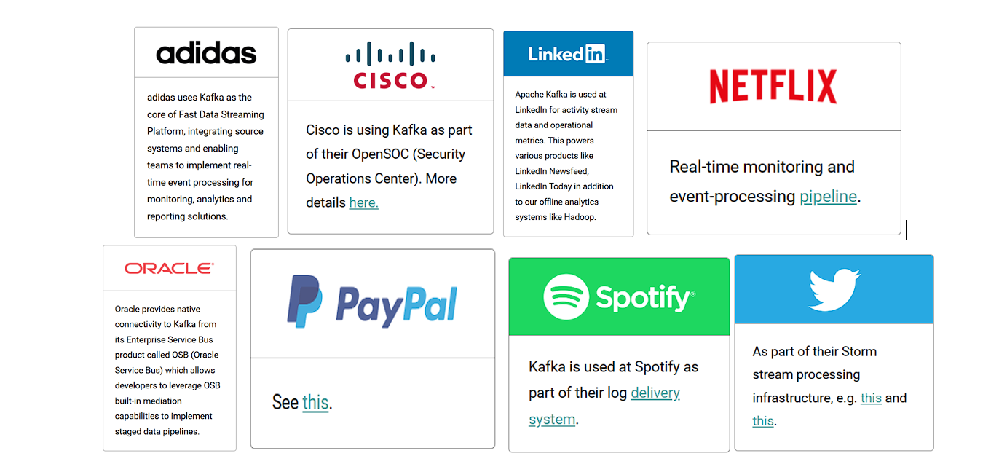 adidas
adidas uses Kafka as the
core of Fast Data Streaming
Platform, integrating source
systems and enabling
teams to implement real-
time event processing for
monitoring, analytics and
reporting solutions.
CISCO™
Cisco is using Kafka as part
of their OpenSOC (Security
Operations Center). More
details here.
LinkedIn
Apache Kafka is used at
LinkedIn for activity stream
data and operational
metrics. This powers
various products like
LinkedIn Newsfeed,
LinkedIn Today in addition
to our offline analytics
systems like Hadoop.
NETFLIX
Real-time monitoring and
event-processing pipeline.
ORACLE®
Oracle provides native
connectivity to Kafka from
its Enterprise Service Bus
product called OSB (Oracle
Service Bus) which allows
developers to leverage OSB
built-in mediation
capabilities to implement
staged data pipelines.
PayPal
See this.
Spotify®
Kafka is used at Spotify as
part of their log delivery
system.
As part of their Storm
stream processing
infrastructure, e.g. this and
this.